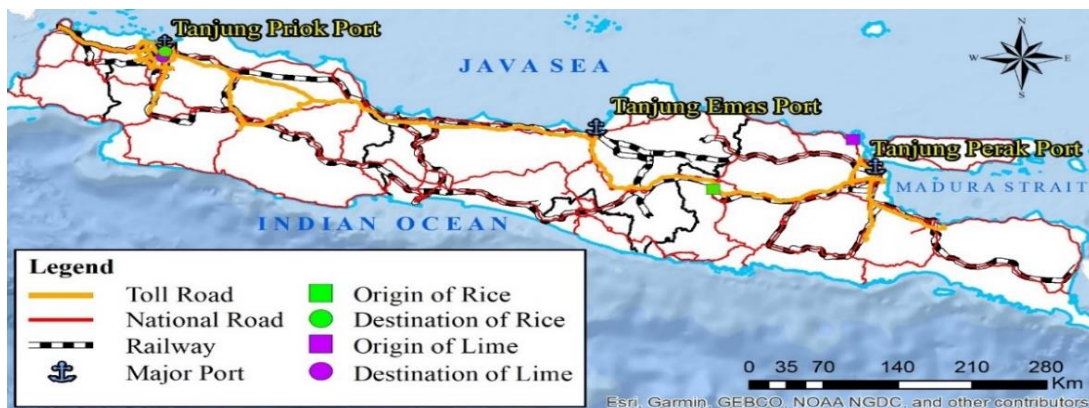 Tanjung Priok Port
JAVA SEA
N
W
E
S
Tanjung Emas Port
Tanjung Perak Port
MADURA STRAIT
INDIAN OCEAN
Legend
Toll Road
National Road
Railway
Major Port
Origin of Rice
Destination of Rice
Origin of Lime
Destination of Lime
0 35 70 140 210 280
Km
Esri, Garmin, GEBCO, NOAA NGDC, and other contributors